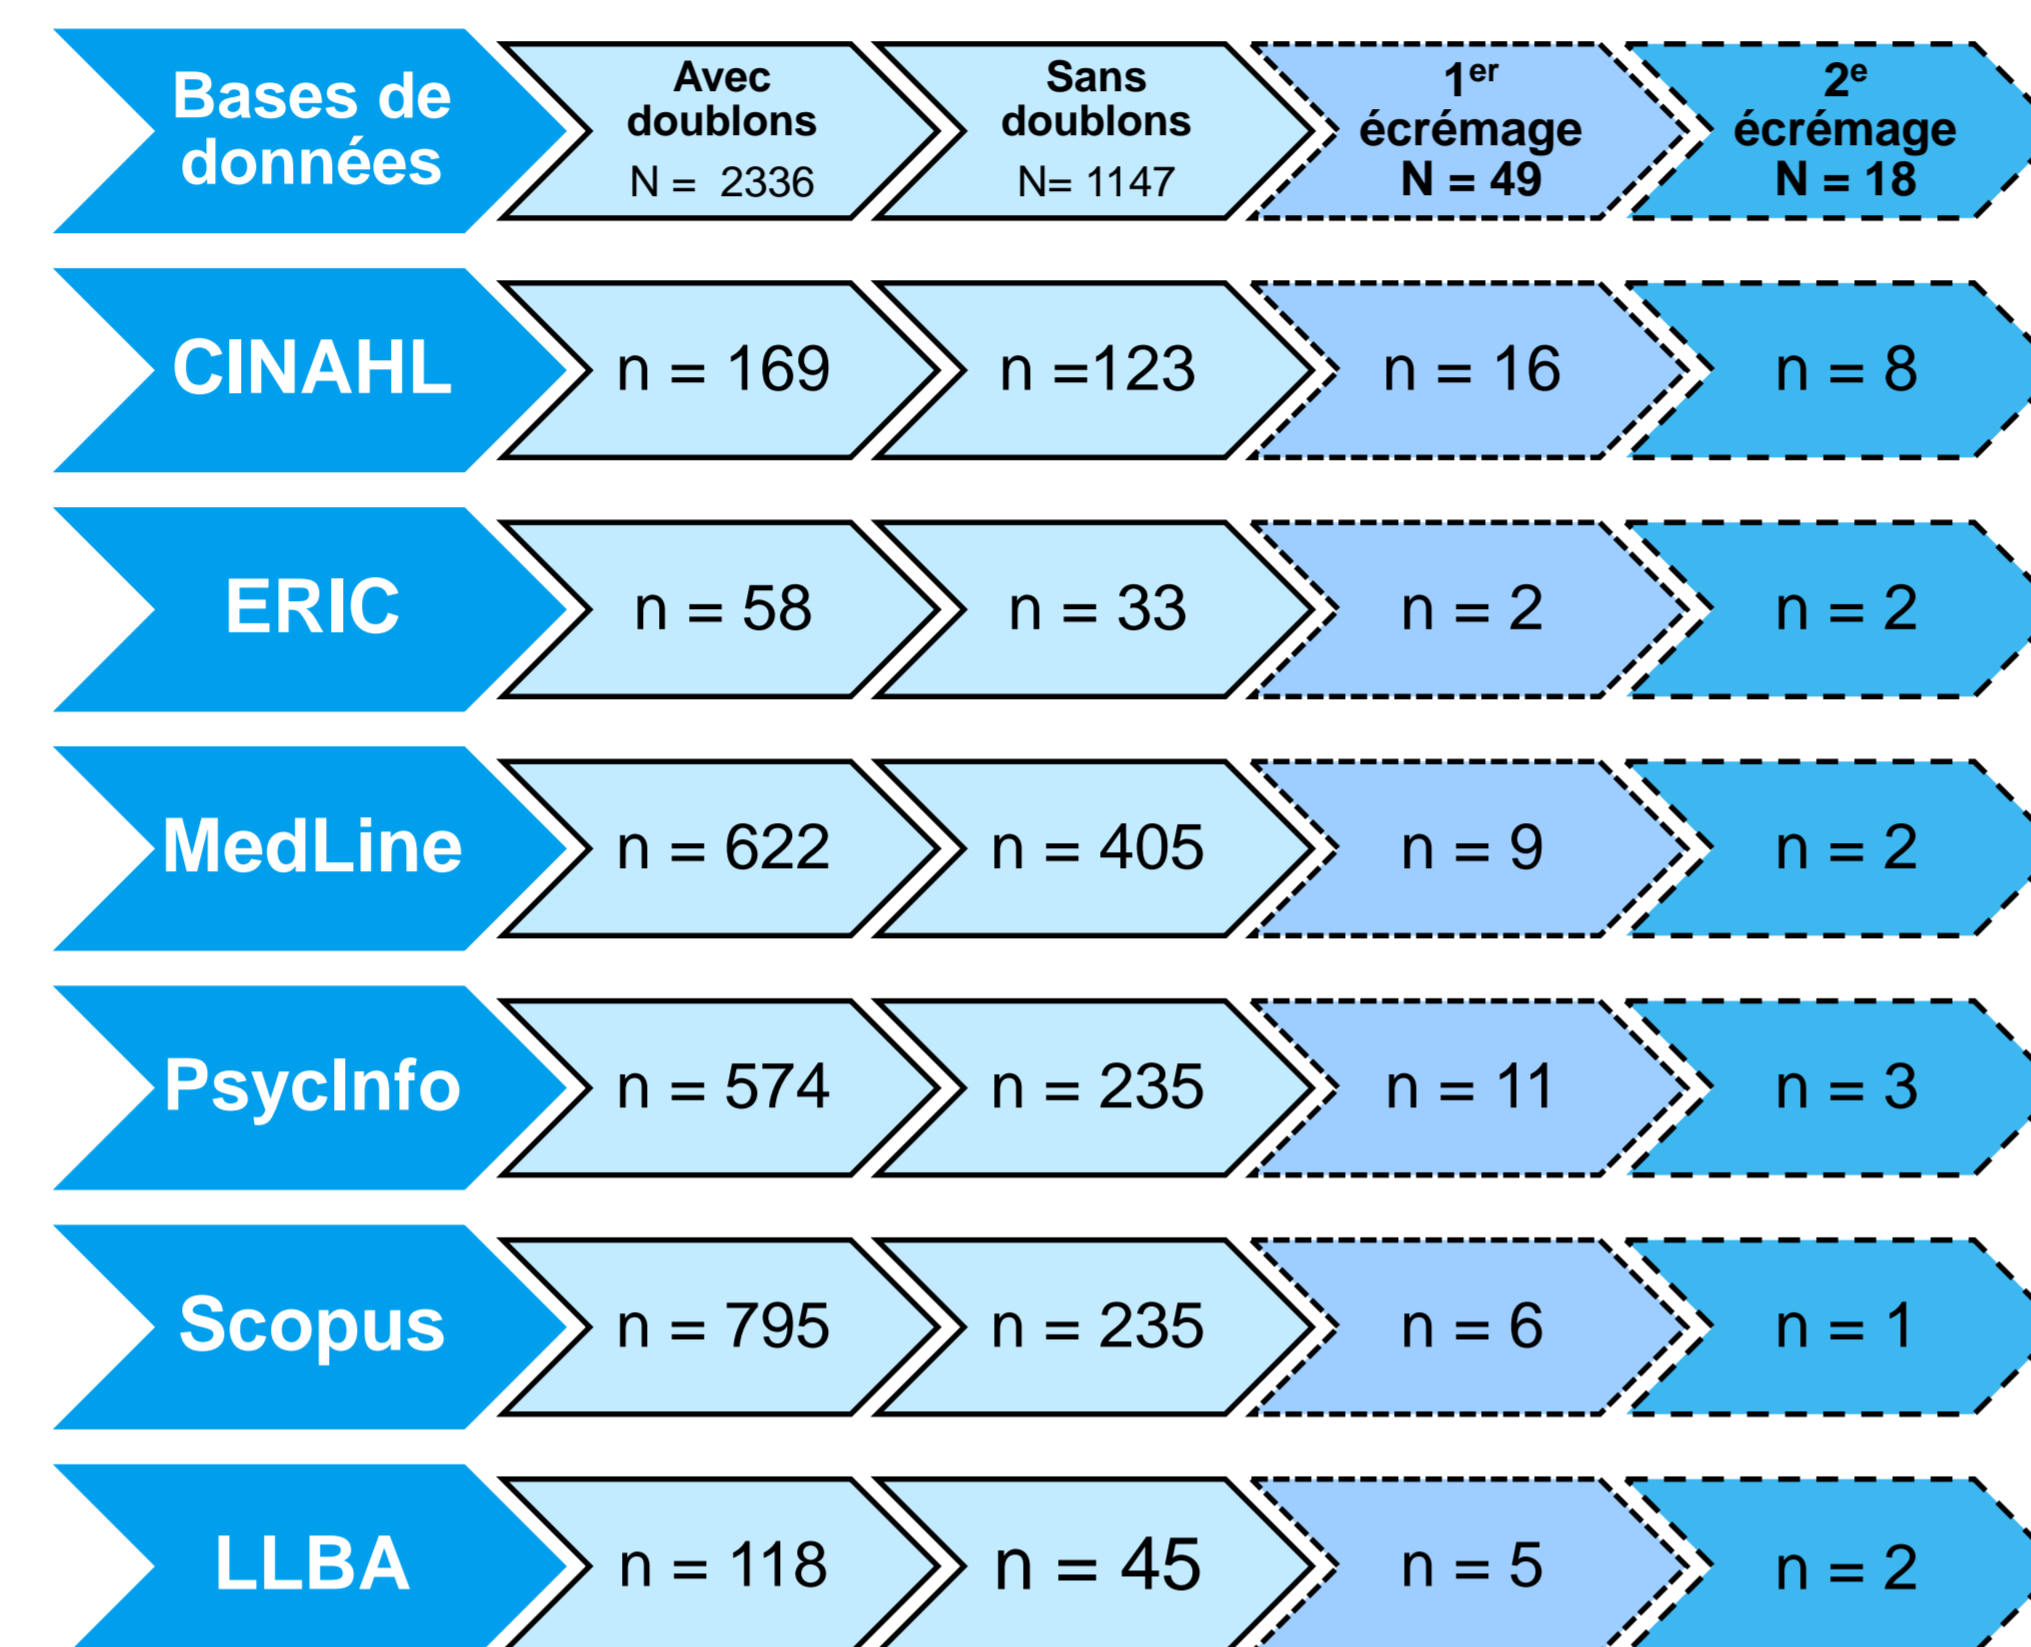 Bases de
données
Avec
doublons
N = 2336
Sans
doublons
N= 1147
1er
écrémage
N = 49
2e
écrémage
N = 18
CINAHL
n = 169
n =123
n = 16
n = 8
ERIC
n = 58
n = 33
n = 2
n = 2
MedLine
n = 622
n = 405
n = 9
n = 2
PsycInfo
n = 574
n = 235
n = 11
n = 3
Scopus
n = 795
n = 235
n = 6
n = 1
LLBA
n = 118
n = 45
n = 5
n = 2